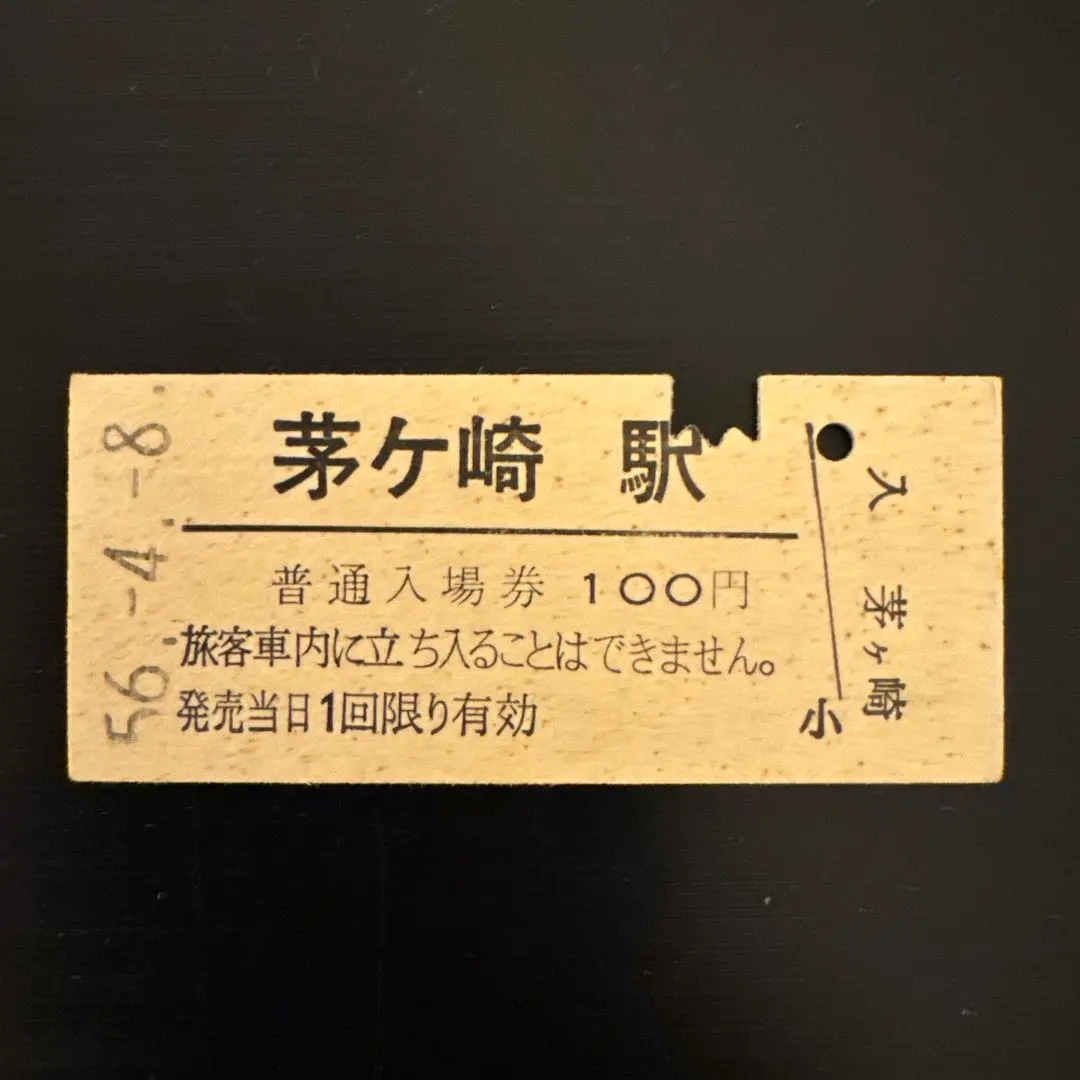 茅ケ崎 駅
普通入場券 100円
旅客車内に立ち入ることはできません。
発売当日1回限り有効
56.-4.-8.
小
入 茅ヶ崎